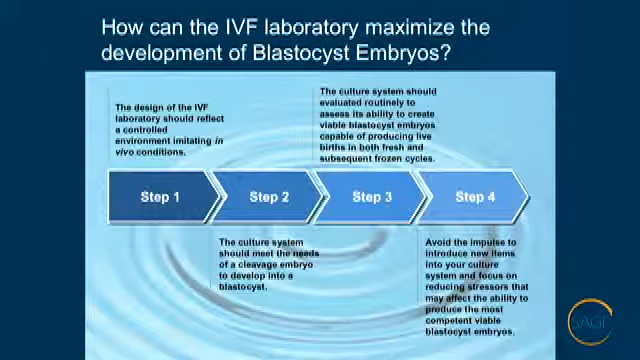 How can the IVF laboratory maximize the
development of Blastocyst Embryos?
The design of the IVF
laboratory should reflect
a controlled
environment imitating in
vivo conditions.
The culture system should
evaluated routinely to
assess its ability to create
viable blastocyst embryos
capable of producing live
births in both fresh and
subsequent frozen cycles.
Step 1
Step 2
Step 3
Step 4
The culture system
should meet the needs
of a cleavage embryo
to develop into a
blastocyst.
Avoid the impulse to
introduce new items
into your culture
system and focus on
reducing stressors that
may affect the ability to
produce the most
competent viable
blastocyst embryos.